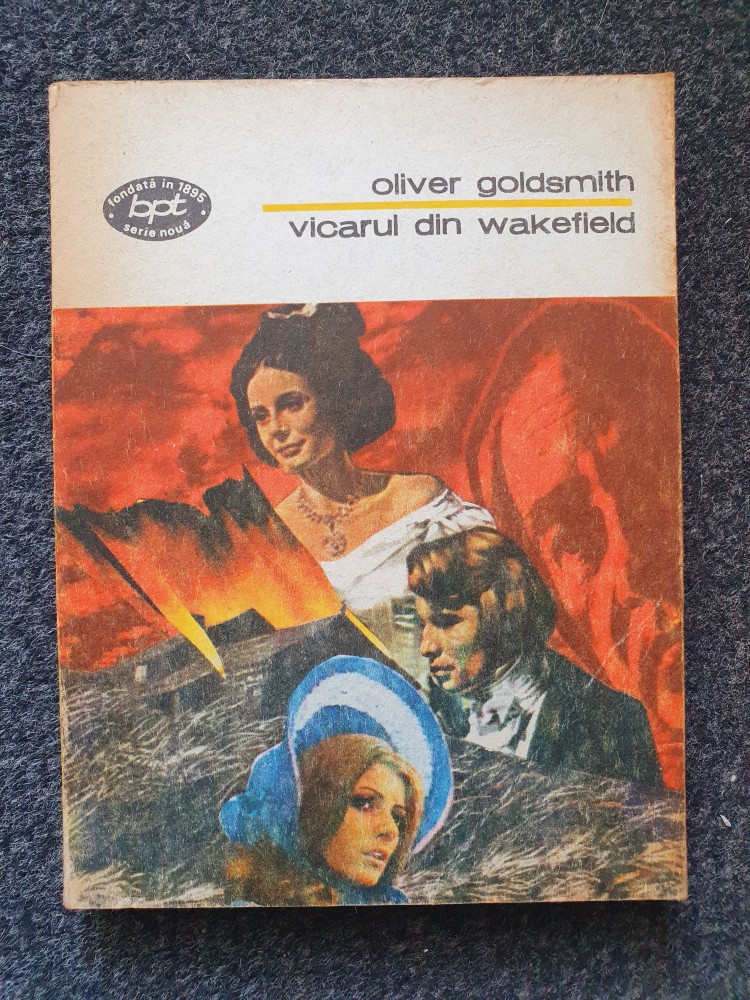 fondată în 1895
bpt
serie nouă
oliver goldsmith
vicarul din wakefield